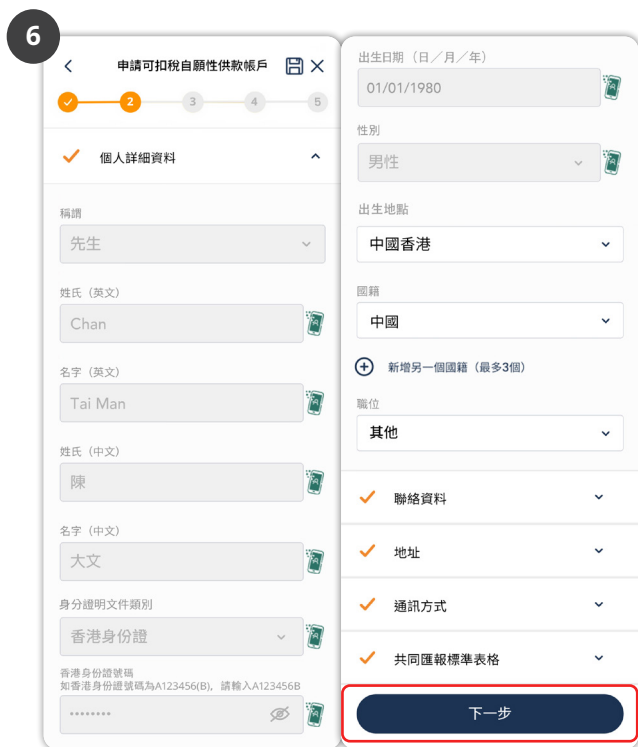 6
申請可扣稅自願性供款帳戶
2
3
4
5
個人詳細資料
稱謂
先生
姓氏（英文）
Chan
名字（英文）
Tai Man
姓氏（中文）
陳
名字（中文）
大文
身分證明文件類別
香港身份證
香港身份證號碼
如香港身份證號碼為A123456(B)，請輸入A123456B
········
出生日期（日／月／年）
01/01/1980
性別
男性
出生地點
中國香港
國籍
中國
新增另一個國籍（最多3個）
職位
其他
聯絡資料
地址
通訊方式
共同匯報標準表格
下一步